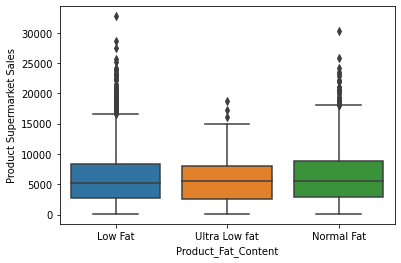 30000
25000
20000
15000
10000
5000
0
Product Supermarket Sales
Low Fat Ultra Low fat Normal Fat
Product_Fat_Content